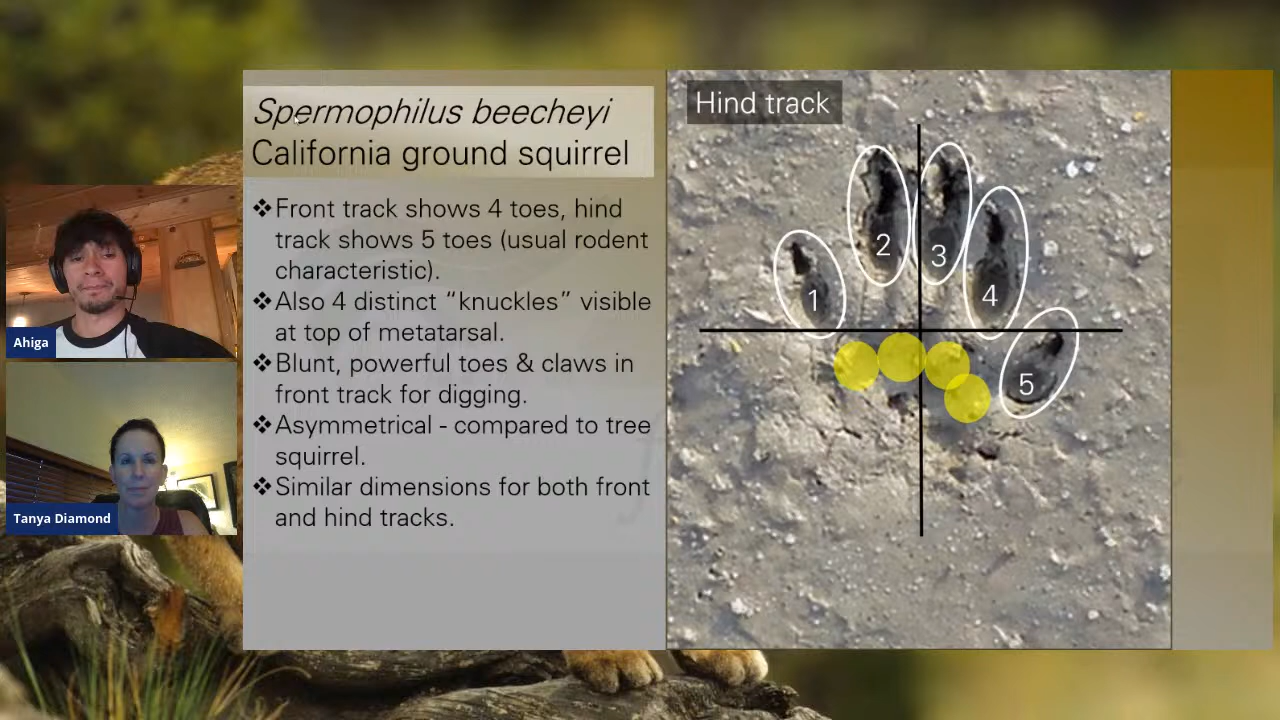 Spermophilus beecheyi
California ground squirrel
❖Front track shows 4 toes, hind
track shows 5 toes (usual rodent
characteristic).
❖Also 4 distinct “knuckles” visible
at top of metatarsal.
❖Blunt, powerful toes & claws in
front track for digging.
❖Asymmetrical - compared to tree
squirrel.
❖Similar dimensions for both front
and hind tracks.
Hind track
1
2
3
4
5
Ahiga
Tanya Diamond